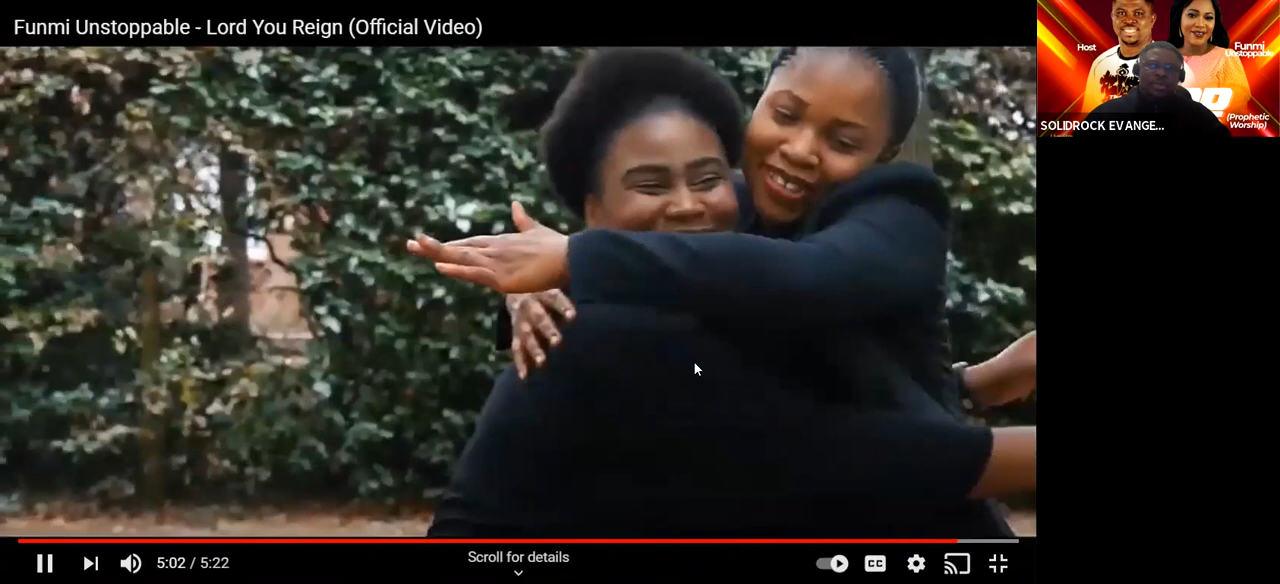 Funmi Unstoppable - Lord You Reign (Official Video)
Host
Funmi
Unstoppable
(Prophetic
Worship)
SOLIDROCK EVANGE...
5:02 / 5:22
Scroll for details
CC